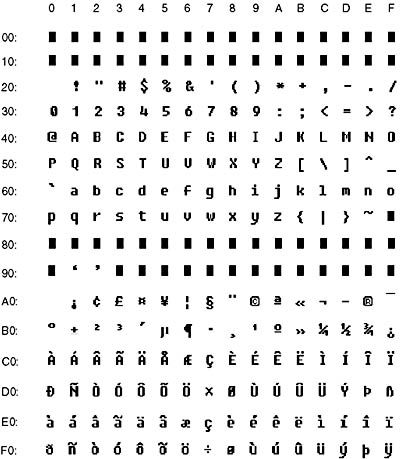 0 1 2 3 4 5 6 7 8 9 A B C D E F
00: ■ ■ ■ ■ ■ ■ ■ ■ ■ ■ ■ ■ ■ ■ ■ ■
10: ■ ■ ■ ■ ■ ■ ■ ■ ■ ■ ■ ■ ■ ■ ■ ■
20: ! " # $ % & ' ( ) * + , - . /
30: 0 1 2 3 4 5 6 7 8 9 : ; < = > ?
40: @ A B C D E F G H I J K L M N O
50: P Q R S T U V W X Y Z [ \ ] ^ _
60: ` a b c d e f g h i j k l m n o
70: p q r s t u v w x y z { | } ~ ■
80: ■ ■ ■ ■ ■ ■ ■ ■ ■ ■ ■ ■ ■ ■ ■ ■
90: ■ ‘ ’ ■ ■ ■ ■ ■ ■ ■ ■ ■ ■ ■ ■ ■
A0: ¡ ¢ £ ¤ ¥ ¦ § ¨ © ª « ¬ - ® ¯
B0: ° ± ² ³ ´ µ ¶ · ¸ ¹ º » ¼ ½ ¾ ¿
C0: À Á Â Ã Ä Å Æ Ç È É Ê Ë Ì Í Î Ï
D0: Ð Ñ Ò Ó Ô Õ Ö × Ø Ù Ú Û Ü Ý Þ ß
E0: à á â ã ä å æ ç è é ê ë ì í î ï
F0: ð ñ ò ó ô õ ö ÷ ø ù ú û ü ý þ ÿ